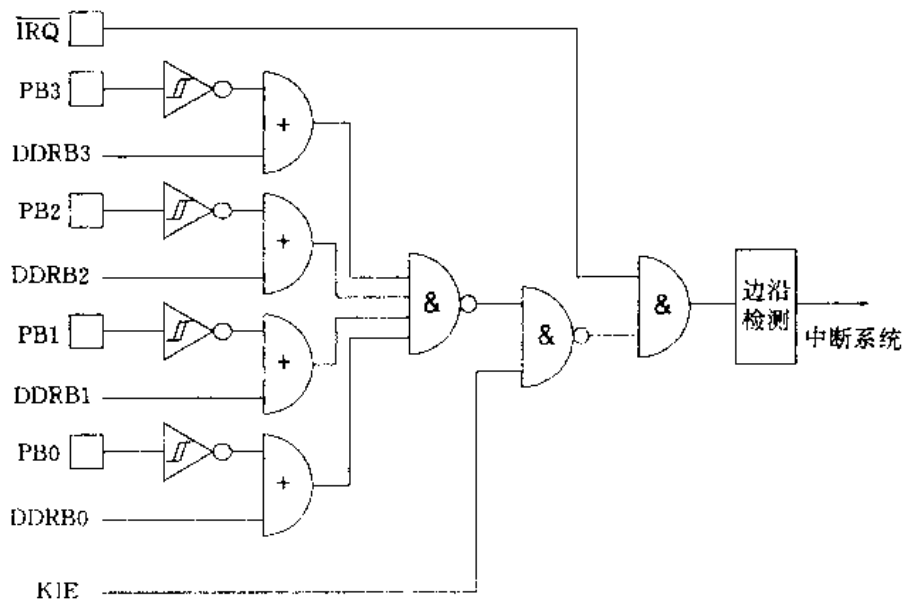 IRQ
PB3
+
DDRB3
PB2
+
DDRB2
&
&
&
边沿
检测
中断系统
PB1
+
DDRB1
PB0
+
DDRB0
KIE